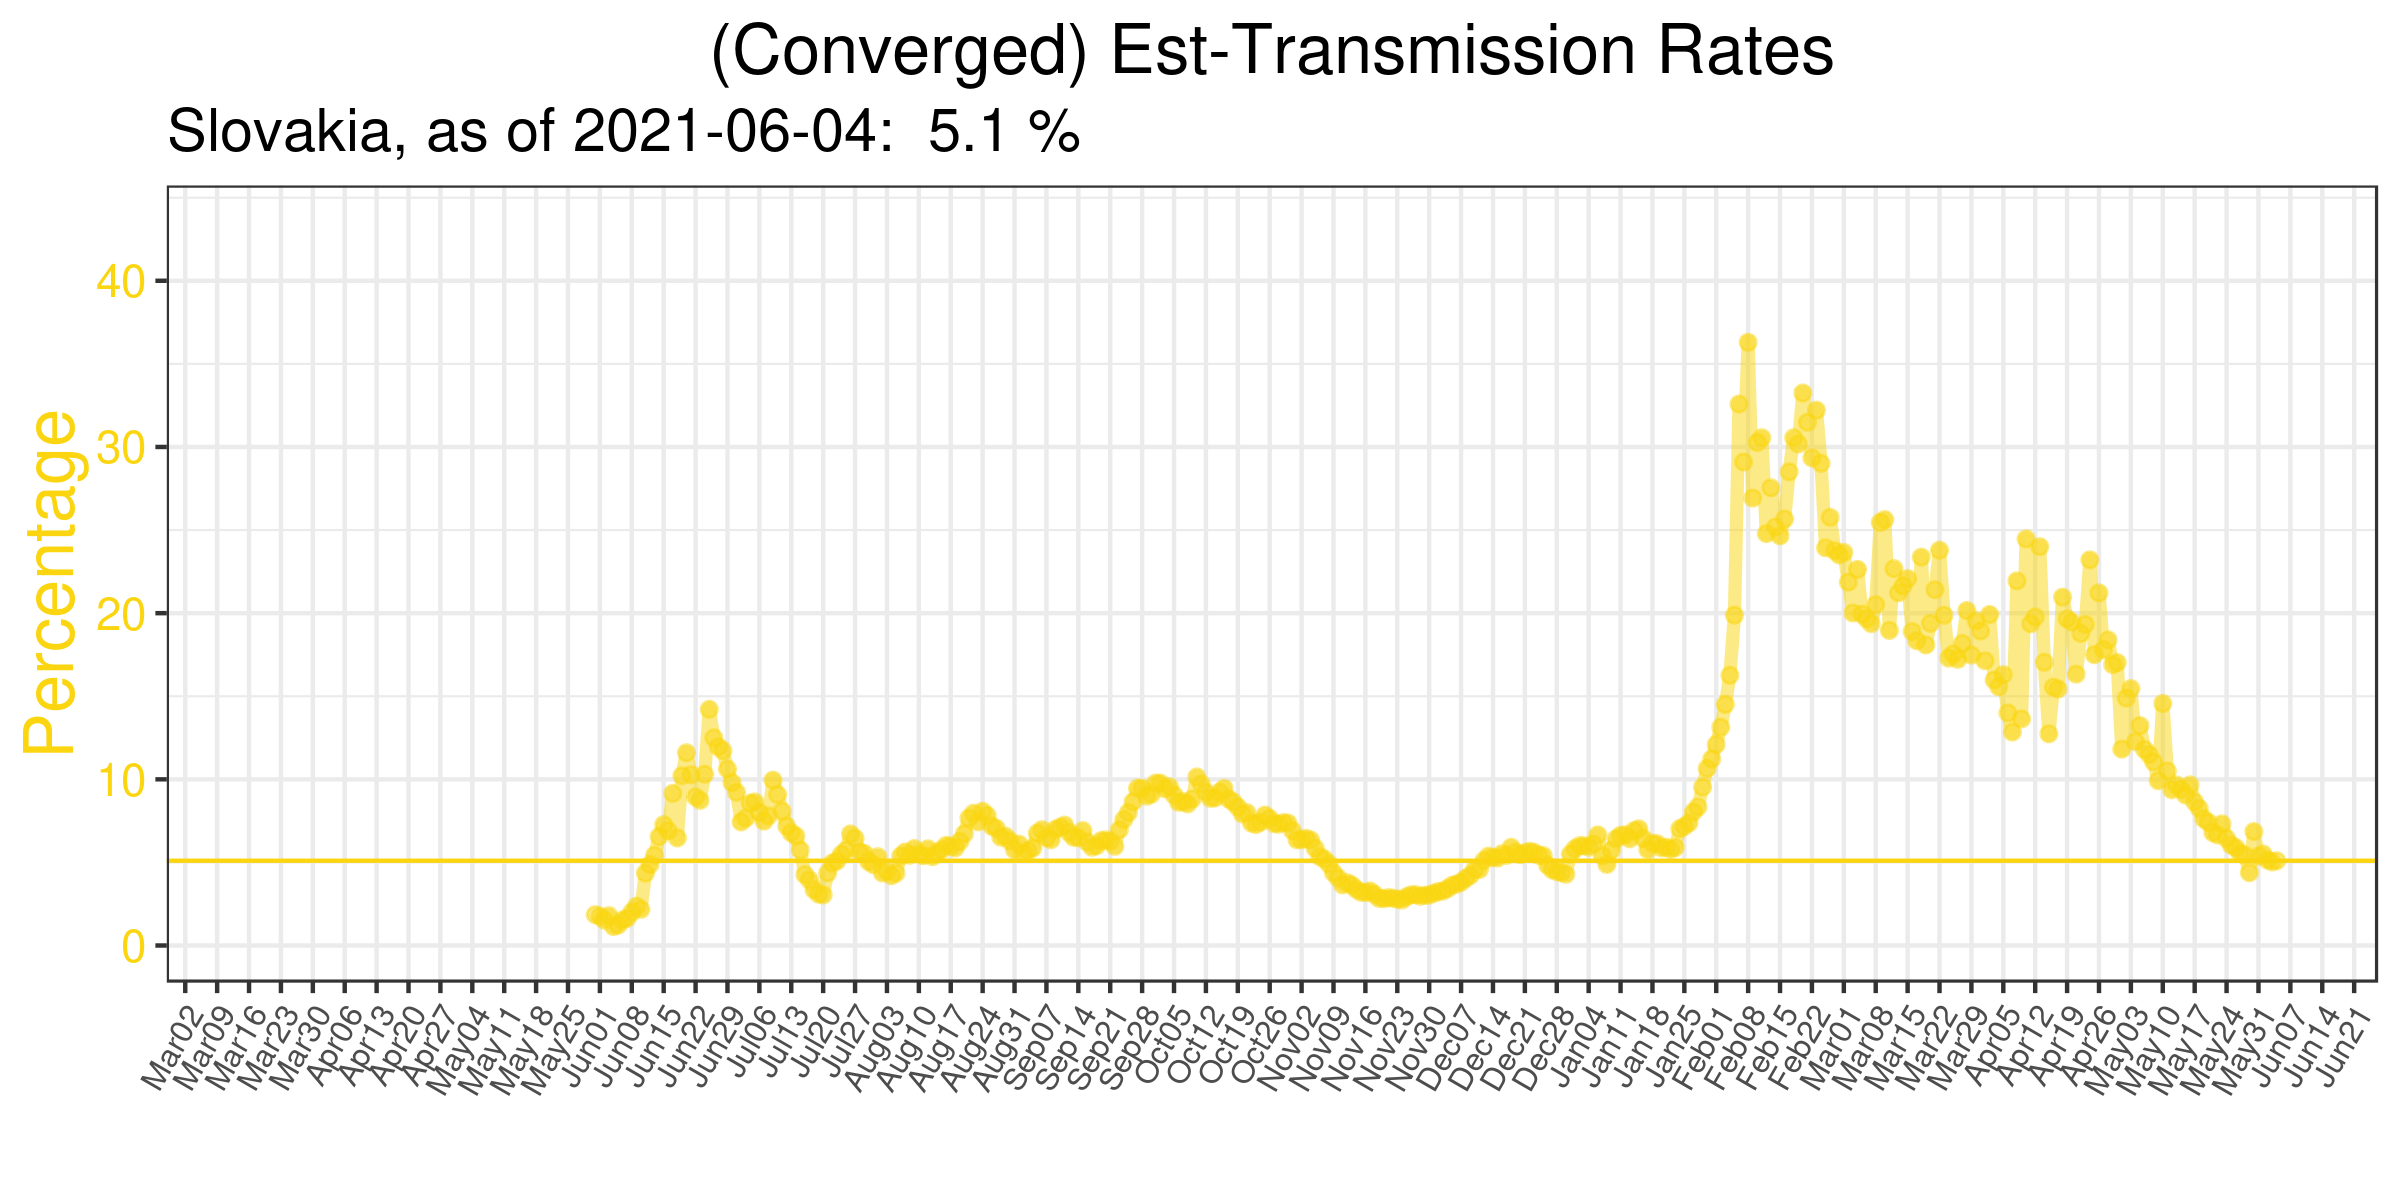 (Converged) Est-Transmission Rates
Slovakia, as of 2021-06-04:  5.1 %
Percentage
40
30
20
10
0
Mar02
Mar09
Mar16
Mar23
Mar30
Apr06
Apr13
Apr20
Apr27
May04
May11
May18
May25
Jun01
Jun08
Jun15
Jun22
Jun29
Jul06
Jul13
Jul20
Jul27
Aug03
Aug10
Aug17
Aug24
Aug31
Sep07
Sep14
Sep21
Sep28
Oct05
Oct12
Oct19
Oct26
Nov02
Nov09
Nov16
Nov23
Nov30
Dec07
Dec14
Dec21
Dec28
Jan04
Jan11
Jan18
Jan25
Feb01
Feb08
Feb15
Feb22
Mar01
Mar08
Mar15
Mar22
Mar29
Apr05
Apr12
Apr19
Apr26
May03
May10
May17
May24
May31
Jun07
Jun14
Jun21